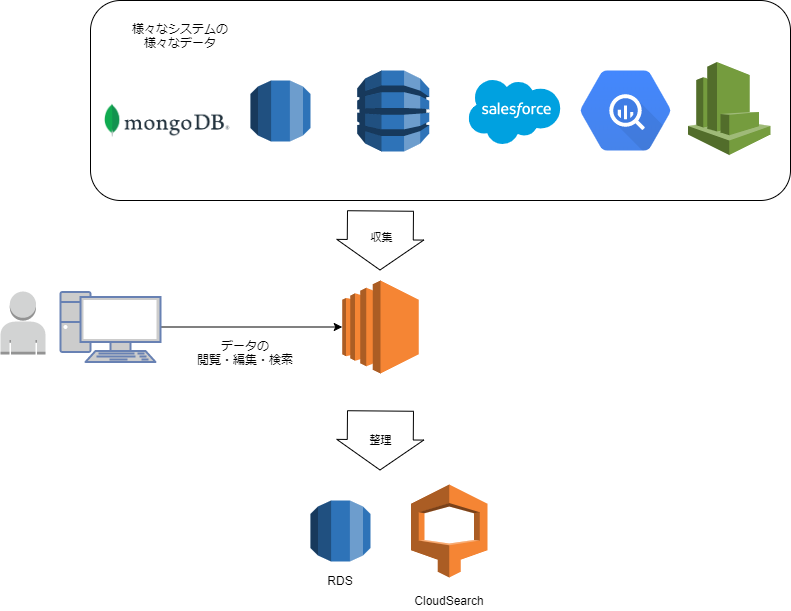 様々なシステムの
様々なデータ
mongoDB®
salesforce
収集
データの
閲覧・編集・検索
整理
RDS
CloudSearch